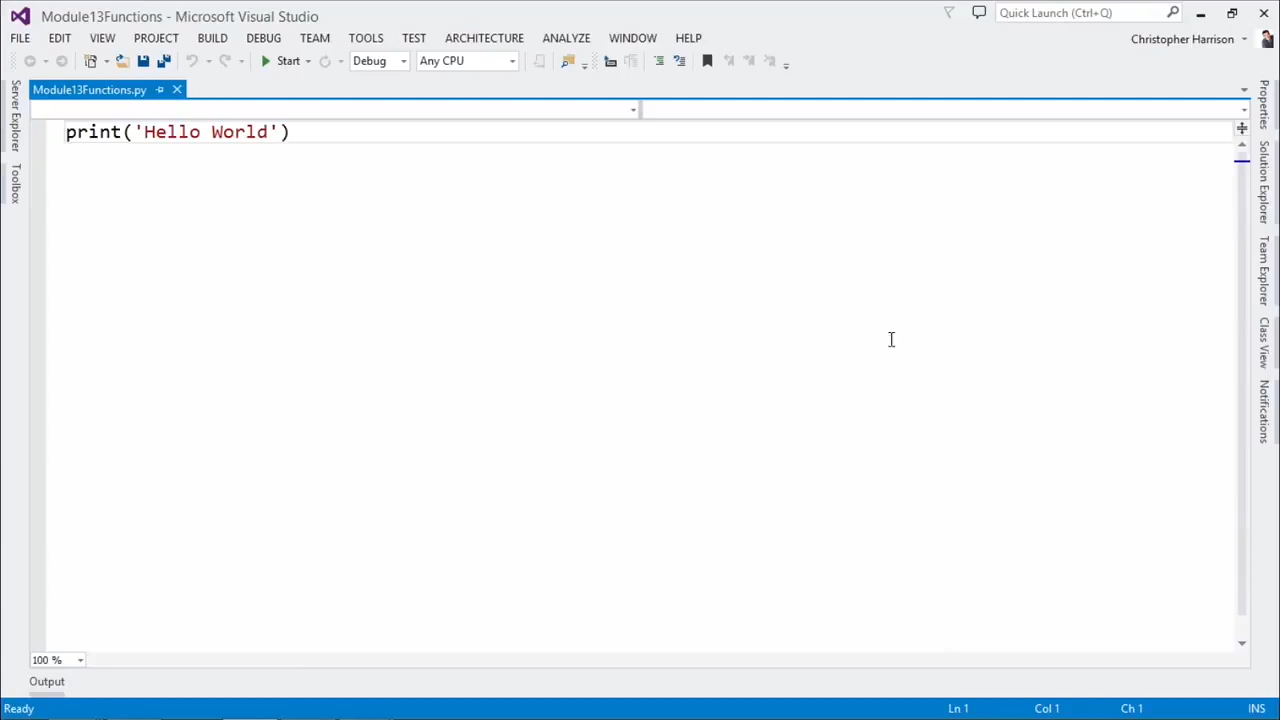 Module13Functions - Microsoft Visual Studio
Quick Launch (Ctrl+Q)
FILE EDIT VIEW PROJECT BUILD DEBUG TEAM TOOLS TEST ARCHITECTURE ANALYZE WINDOW HELP
Christopher Harrison
Start Debug Any CPU
Module13Functions.py
print('Hello World')
Server Explorer
Toolbox
Properties
Solution Explorer
Team Explorer
Class View
Notifications
100 %
Output
Ready Ln 1 Col 1 Ch 1 INS